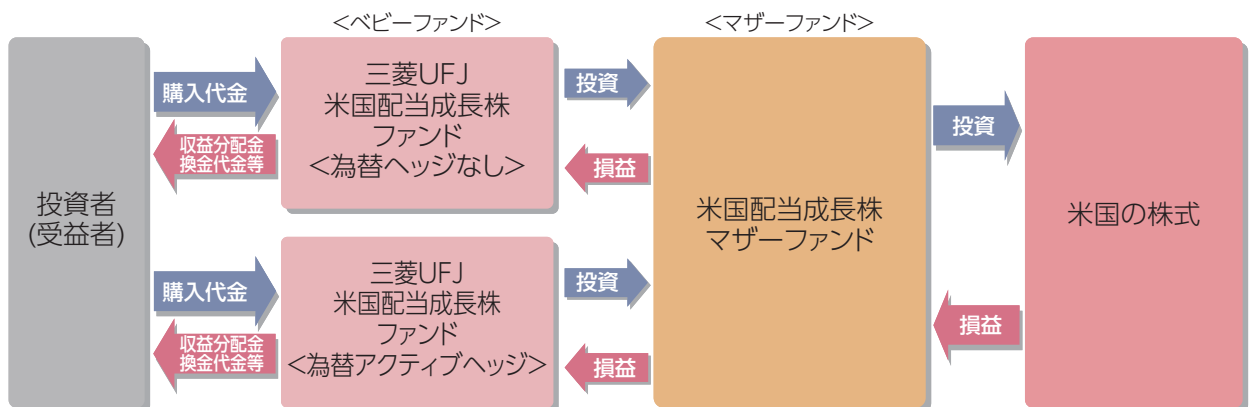 <ベビーファンド>
<マザーファンド>
投資者
(受益者)
購入代金
収益分配金
換金代金等
三菱UFJ
米国配当成長株
ファンド
<為替ヘッジなし>
投資
損益
購入代金
収益分配金
換金代金等
三菱UFJ
米国配当成長株
ファンド
<為替アクティブヘッジ>
投資
損益
米国配当成長株
マザーファンド
投資
損益
米国の株式